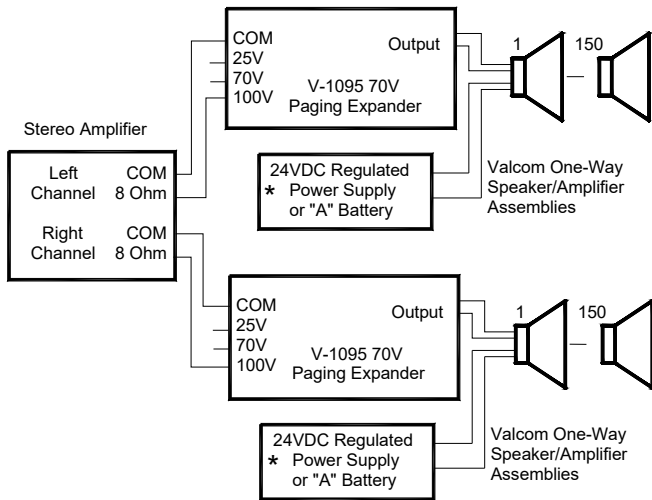 COM
25V
70V
100V
Output
V-1095 70V
Paging Expander
1
150
Stereo Amplifier
Left
Channel
COM
8 Ohm
Right
Channel
COM
8 Ohm
24VDC Regulated
* Power Supply
or "A" Battery
Valcom One-Way
Speaker/Amplifier
Assemblies
COM
25V
70V
100V
Output
V-1095 70V
Paging Expander
1
150
24VDC Regulated
* Power Supply
or "A" Battery
Valcom One-Way
Speaker/Amplifier
Assemblies